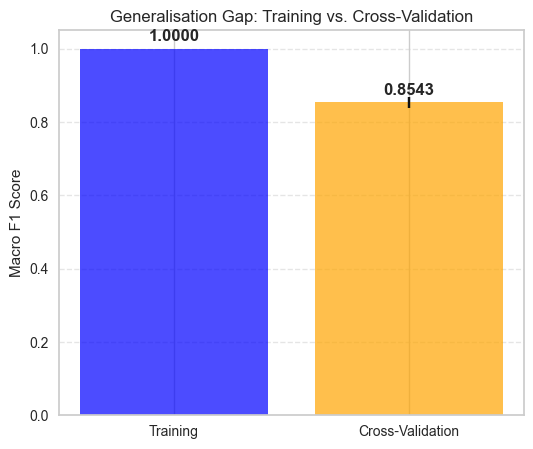 Generalisation Gap: Training vs. Cross-Validation
1.0000
0.8543
Macro F1 Score
1.0
0.8
0.6
0.4
0.2
0.0
Training
Cross-Validation